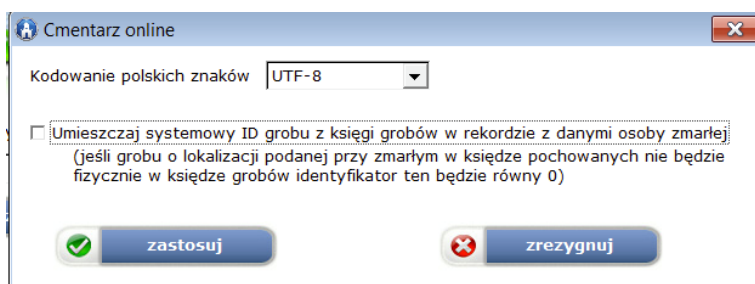 Cmentarz online
Kodowanie polskich znaków UTF-8
Umieszczaj systemowy ID grobu z księgi grobów w rekordzie z danymi osoby zmarłej
(jeśli grobu o lokalizacji podanej przy zmarłym w księdze pochowanych nie będzie
fizycznie w księdze grobów identyfikator ten będzie równy 0)
zastosuj zrezygnuj